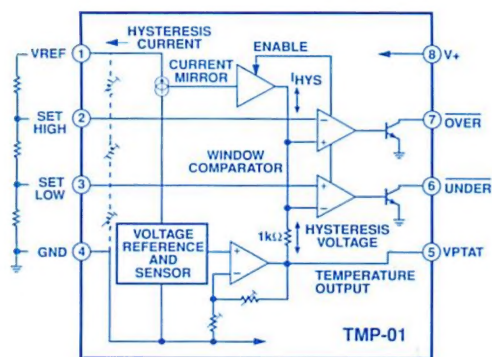 HYSTERESIS
CURRENT
ENABLE
VREF
1
CURRENT
MIRROR
IHYS
8
V+
SET
HIGH
2
−
+
7
OVER
WINDOW
COMPARATOR
SET
LOW
3
+
−
6
UNDER
GND
4
VOLTAGE
REFERENCE
AND
SENSOR
+
−
1kΩ
HYSTERESIS
VOLTAGE
5
VPTAT
TEMPERATURE
OUTPUT
TMP-01